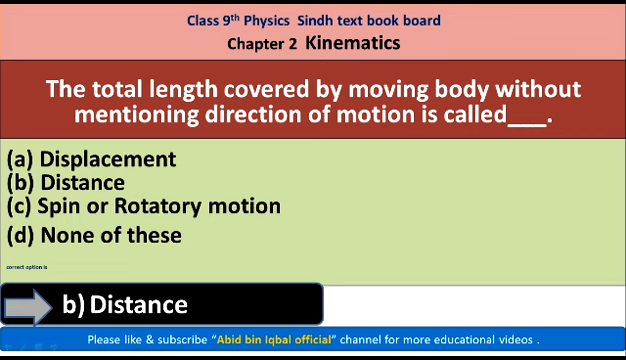 Class 9th Physics Sindh text book board
Chapter 2 Kinematics
The total length covered by moving body without
mentioning direction of motion is called___.
(a) Displacement
(b) Distance
(c) Spin or Rotatory motion
(d) None of these
correct option is
b) Distance
Please like & subscribe “Abid bin Iqbal official” channel for more educational videos .